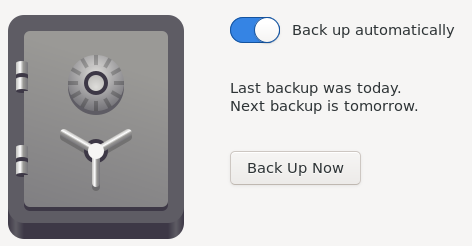 Back up automatically
Last backup was today.
Next backup is tomorrow.
Back Up Now